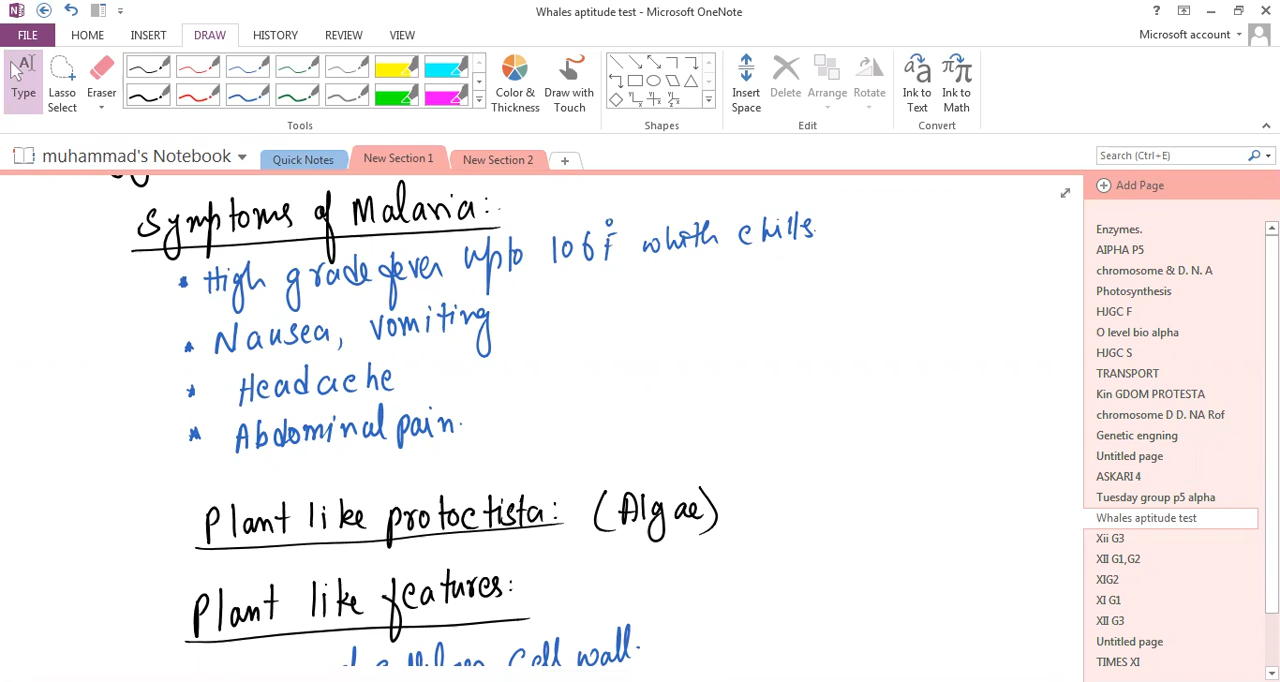 Whales aptitude test - Microsoft OneNote
FILE HOME INSERT DRAW HISTORY REVIEW VIEW
Microsoft account
Type
Lasso Select
Eraser
Color & Thickness
Draw with Touch
Insert Space
Delete
Arrange
Rotate
Ink to Text
Ink to Math
Tools
Shapes
Edit
Convert
muhammad's Notebook
Quick Notes
New Section 1
New Section 2
Search (Ctrl+E)
Symptoms of Malaria:
High grade fever upto 106°F whith chills.
Nausea, vomiting
Headache
Abdominal pain.
Plant like protoctista: (Algae)
Plant like features:
cell wall.
Add Page
Enzymes.
AlPHA P5
chromosome & D. N. A
Photosynthesis
HJGC F
O level bio alpha
HJGC S
TRANSPORT
Kin GDOM PROTESTA
chromosome D D. NA Rof
Genetic engning
Untitled page
ASKARI 4
Tuesday group p5 alpha
Whales aptitude test
Xii G3
XII G1,G2
XIG2
XI G1
XII G3
Untitled page
TIMES XI